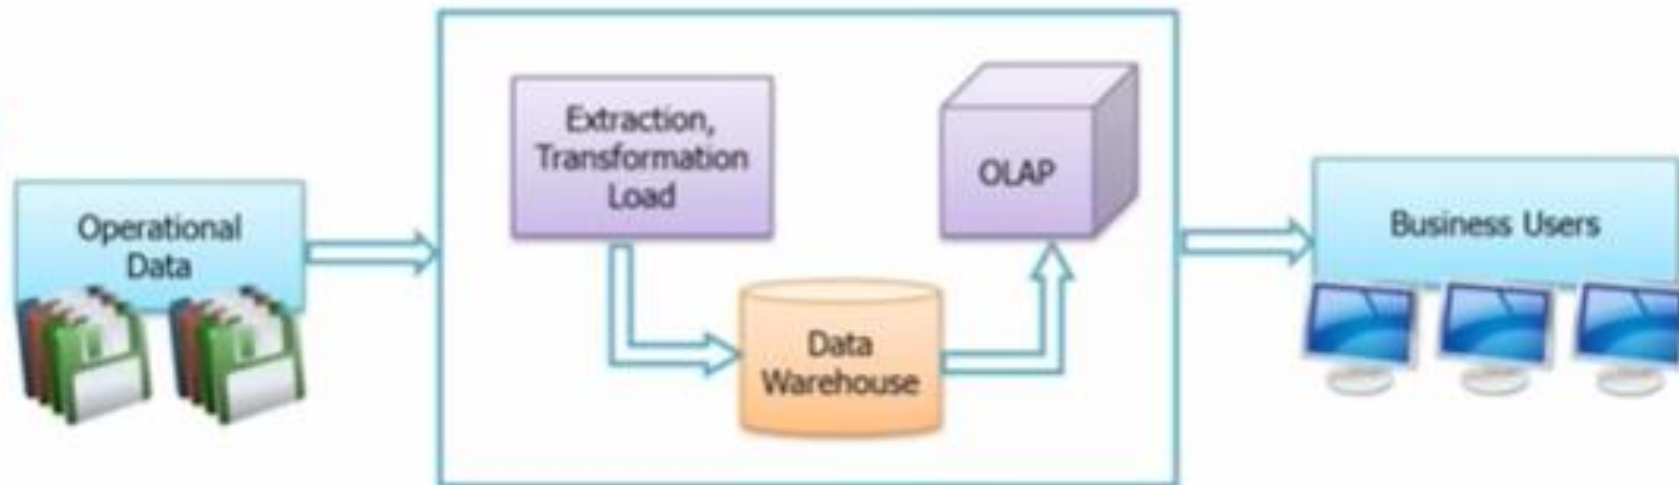 Operational
Data
Extraction,
Transformation
Load
Data
Warehouse
OLAP
Business Users